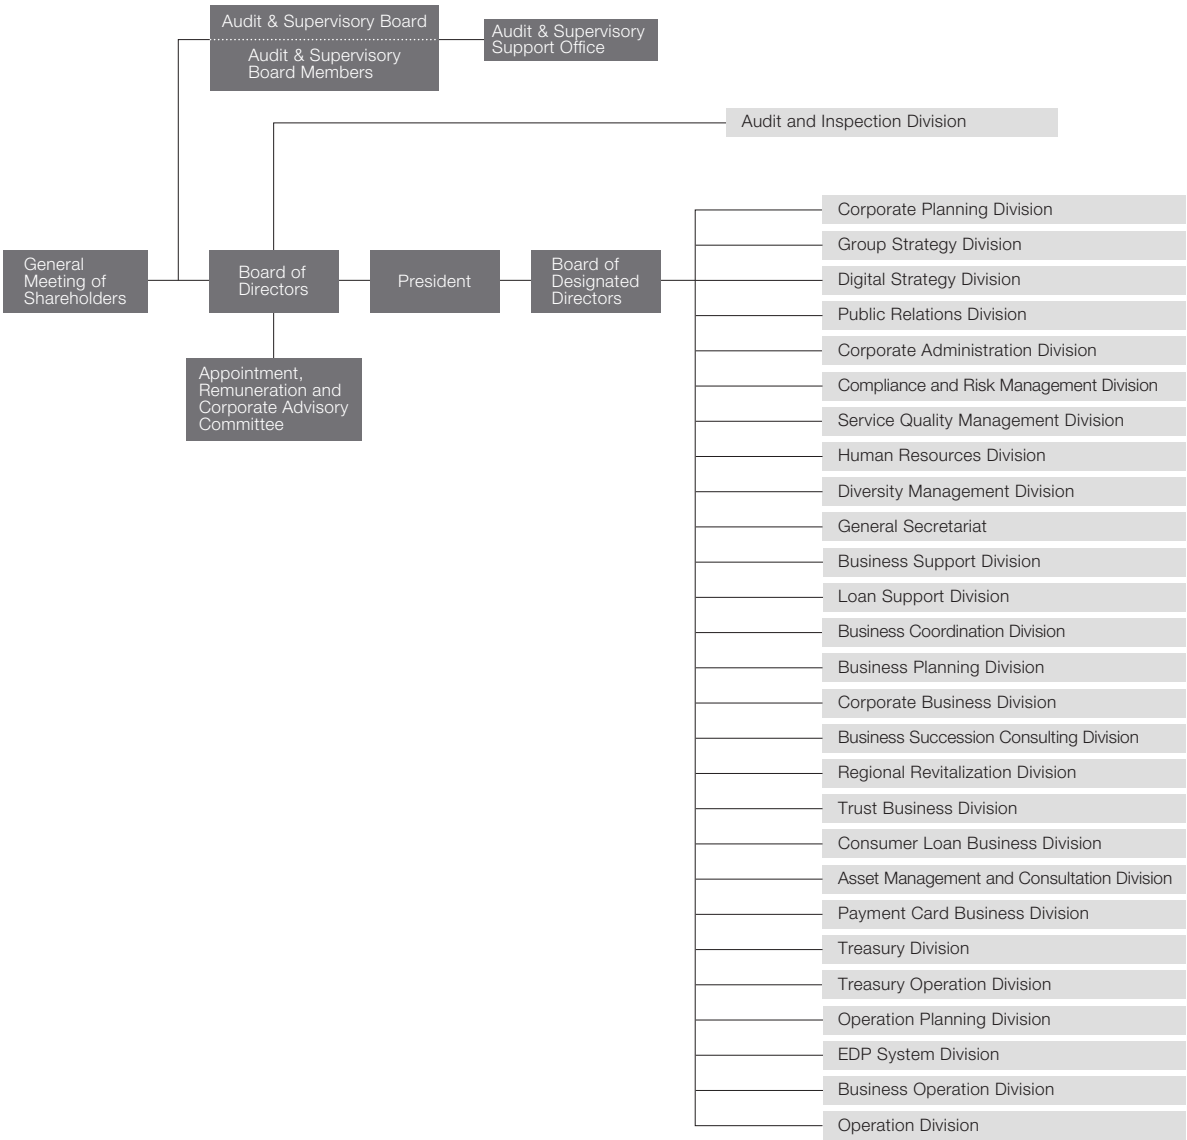 Audit & Supervisory Board
Audit & Supervisory
Board Members
Audit & Supervisory
Support Office
Audit and Inspection Division
General
Meeting of
Shareholders
Board of
Directors
President
Board of
Designated
Directors
Appointment,
Remuneration and
Corporate Advisory
Committee
Corporate Planning Division
Group Strategy Division
Digital Strategy Division
Public Relations Division
Corporate Administration Division
Compliance and Risk Management Division
Service Quality Management Division
Human Resources Division
Diversity Management Division
General Secretariat
Business Support Division
Loan Support Division
Business Coordination Division
Business Planning Division
Corporate Business Division
Business Succession Consulting Division
Regional Revitalization Division
Trust Business Division
Consumer Loan Business Division
Asset Management and Consultation Division
Payment Card Business Division
Treasury Division
Treasury Operation Division
Operation Planning Division
EDP System Division
Business Operation Division
Operation Division